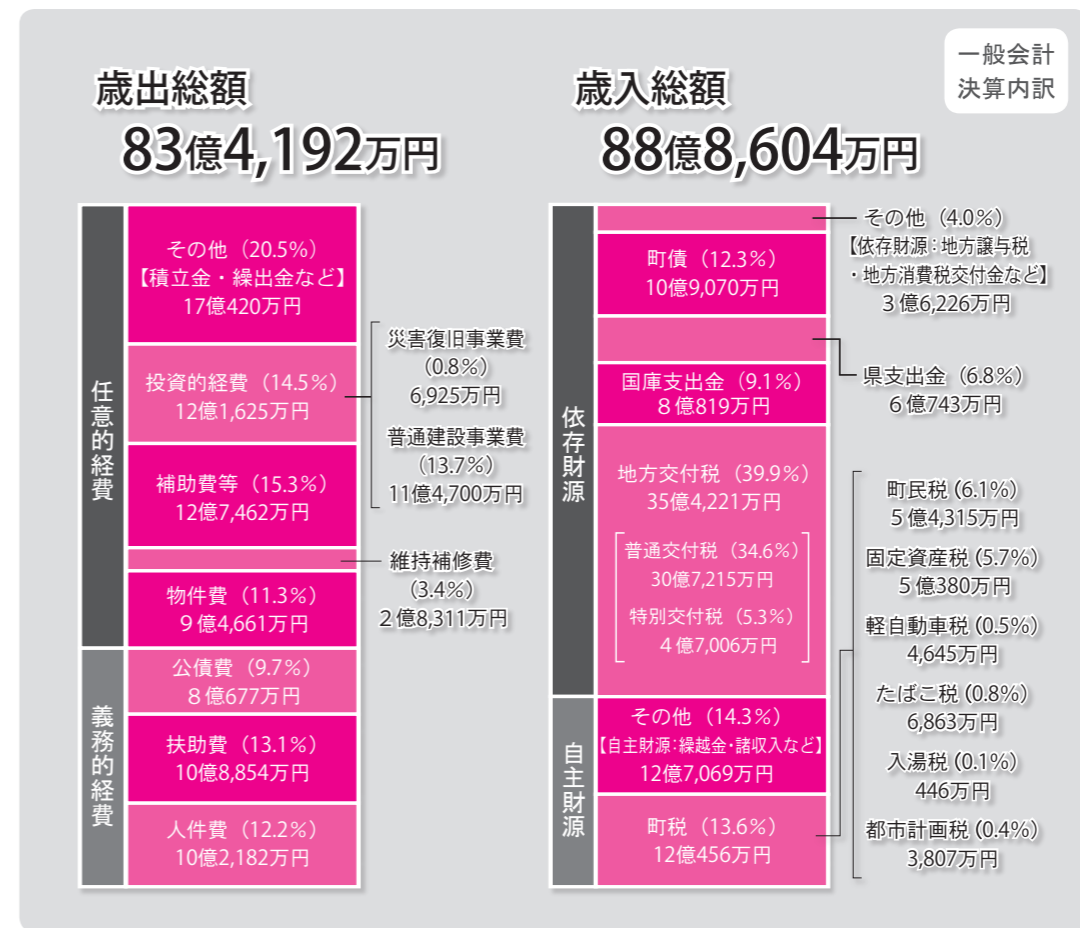 一般会計
決算内訳
歳出総額
83億4,192万円
任意的経費
その他（20.5％）
【積立金・繰出金など】
17億420万円
投資的経費（14.5％）
12億1,625万円
災害復旧事業費
(0.8％)
6,925万円
普通建設事業費
(13.7％)
11億4,700万円
補助費等（15.3％）
12億7,462万円
維持補修費
(3.4％)
2億8,311万円
物件費（11.3％）
9億4,661万円
義務的経費
公債費（9.7％）
8億677万円
扶助費（13.1％）
10億8,854万円
人件費（12.2％）
10億2,182万円
歳入総額
88億8,604万円
依存財源
その他（4.0％）
【依存財源：地方譲与税
・地方消費税交付金など】
3億6,226万円
町債（12.3％）
10億9,070万円
県支出金（6.8％）
6億743万円
国庫支出金（9.1％）
8億819万円
地方交付税（39.9％）
35億4,221万円
普通交付税（34.6％）
30億7,215万円
特別交付税（5.3％）
4億7,006万円
自主財源
その他（14.3％）
【自主財源：繰越金・諸収入など】
12億7,069万円
町税（13.6％）
12億456万円
町民税（6.1％）
5億4,315万円
固定資産税（5.7％）
5億380万円
軽自動車税（0.5％）
4,645万円
たばこ税（0.8％）
6,863万円
入湯税（0.1％）
446万円
都市計画税（0.4％）
3,807万円